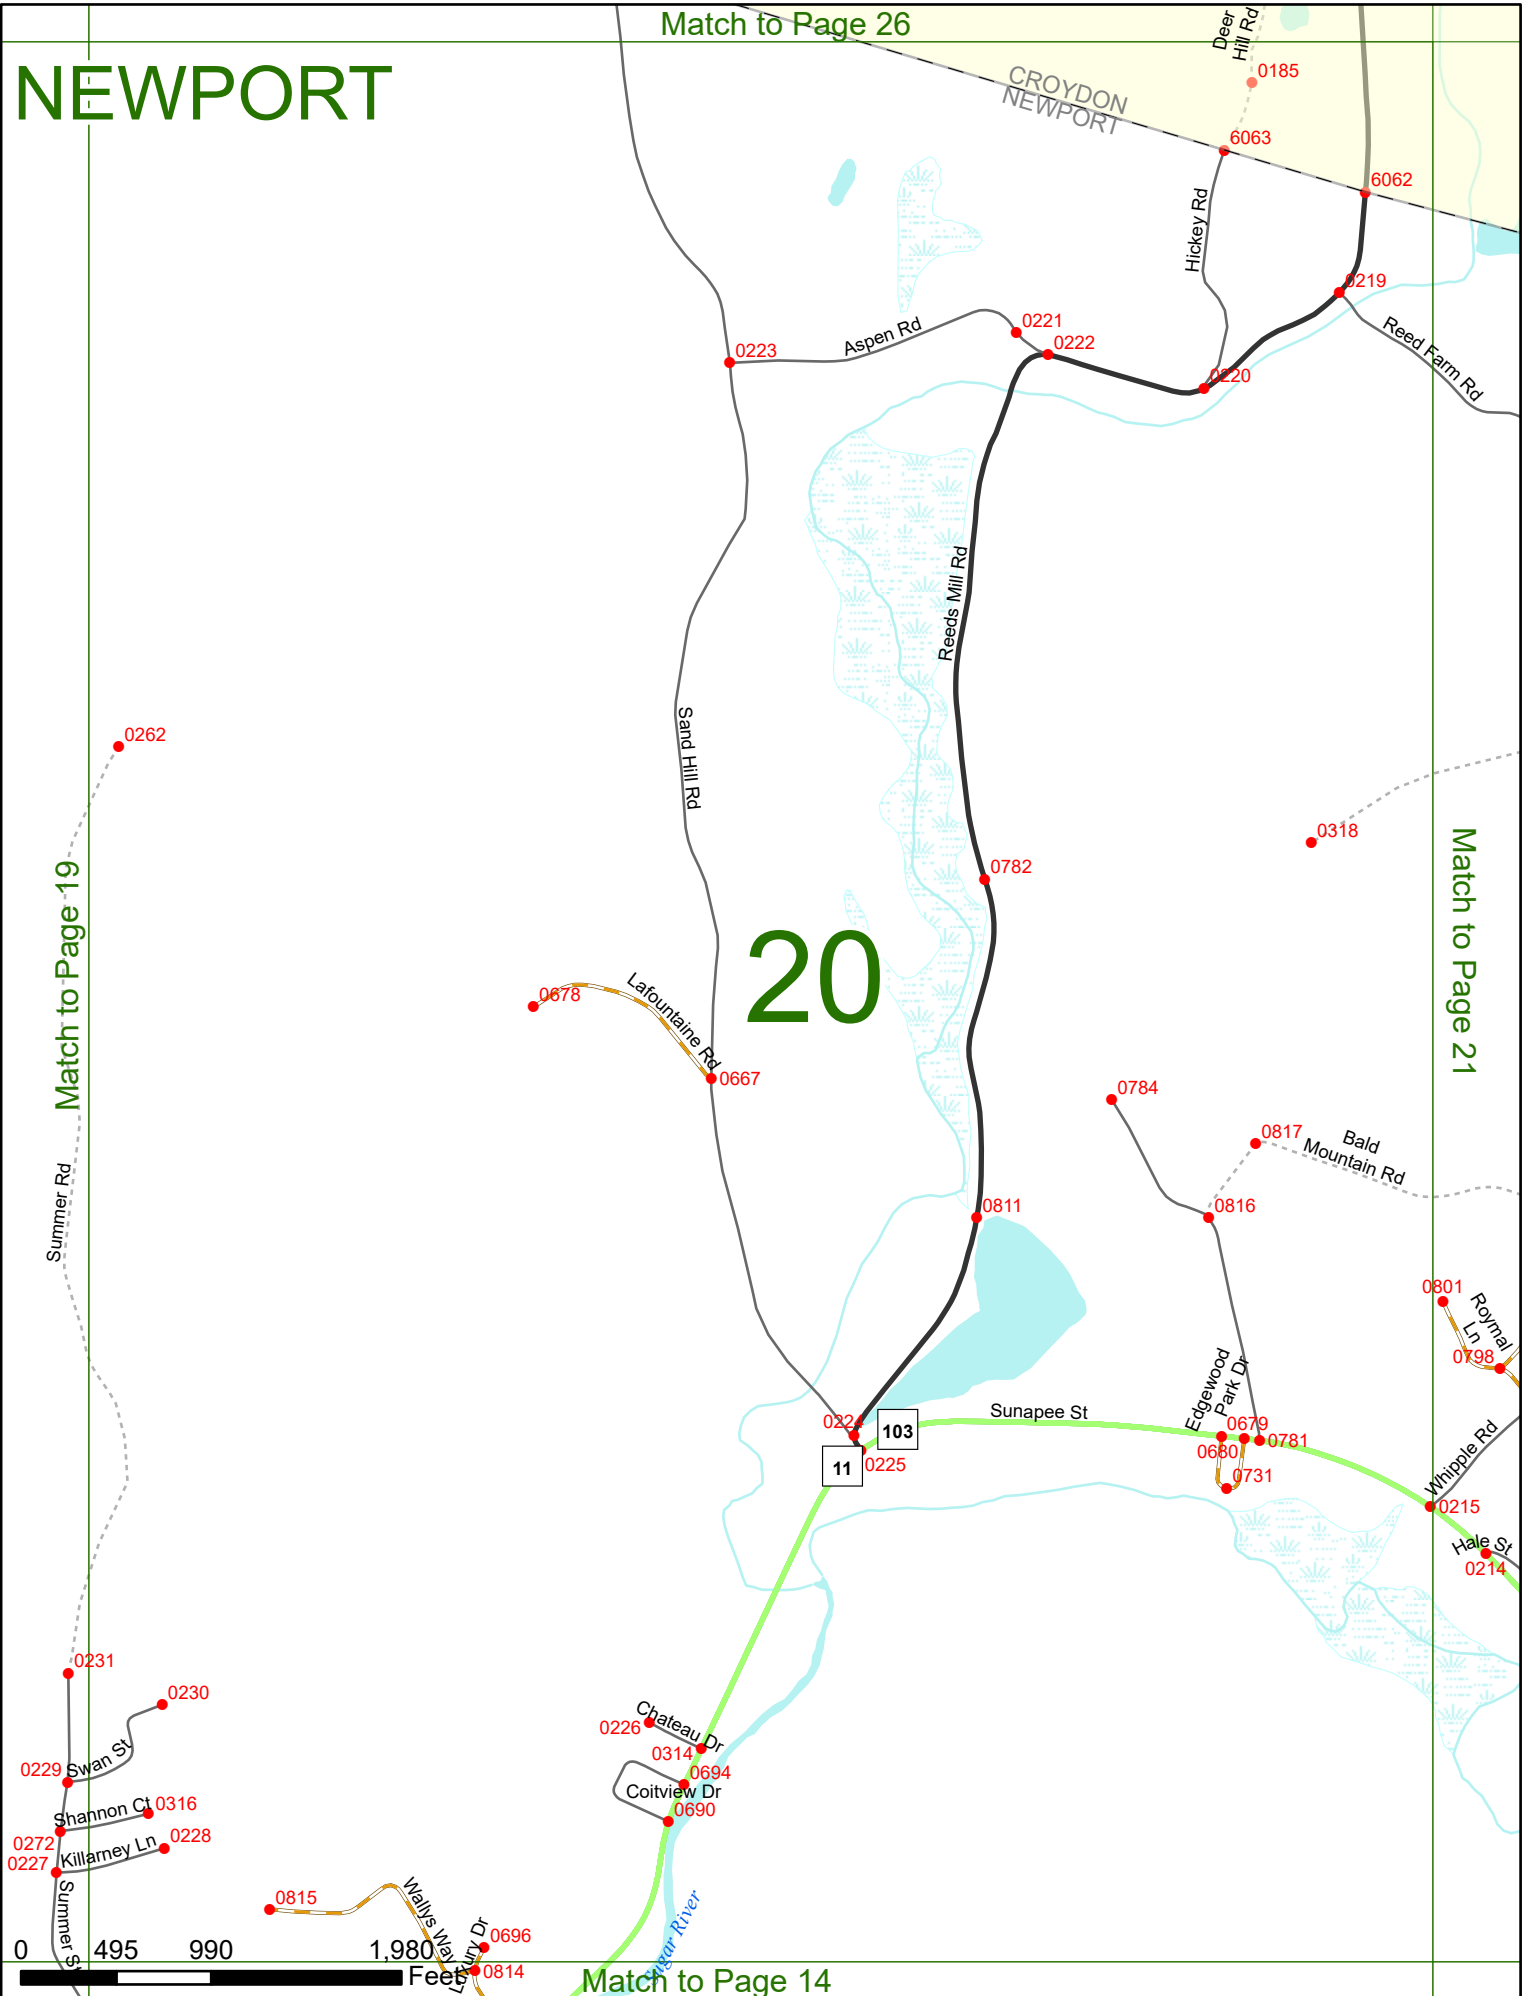 Match to Page 26
NEWPORT
Deer
Hill Rd
0185
CROYDON
NEWPORT
6063
6062
Hickey Rd
0219
0221
Aspen Rd
0222
0223
Reed Farm Rd
0220
Reeds Mill Rd
Sand Hill Rd
0262
0318
Match to Page 19
Match to Page 21
0782
20
0678
Lafountaine Rd
0667
0784
0817
Bald
Mountain Rd
Summer Rd
0816
0811
0801
Roymal
Ln
0798
Edgewood
Park Dr
Sunapee St
0224
103
0679
0680
0781
11
0225
Whipple Rd
0731
0215
Hale St
0214
0231
0230
Chateau Dr
0226
0314
Swan St
0229
0694
Coitview Dr
Shannon Ct
0316
0690
0272
Killarney Ln
0228
0227
Summer St
0815
Wallys Way
Luxury Dr
0696
Sugar River
0 495 990 1,980
Feet
0814
Match to Page 14